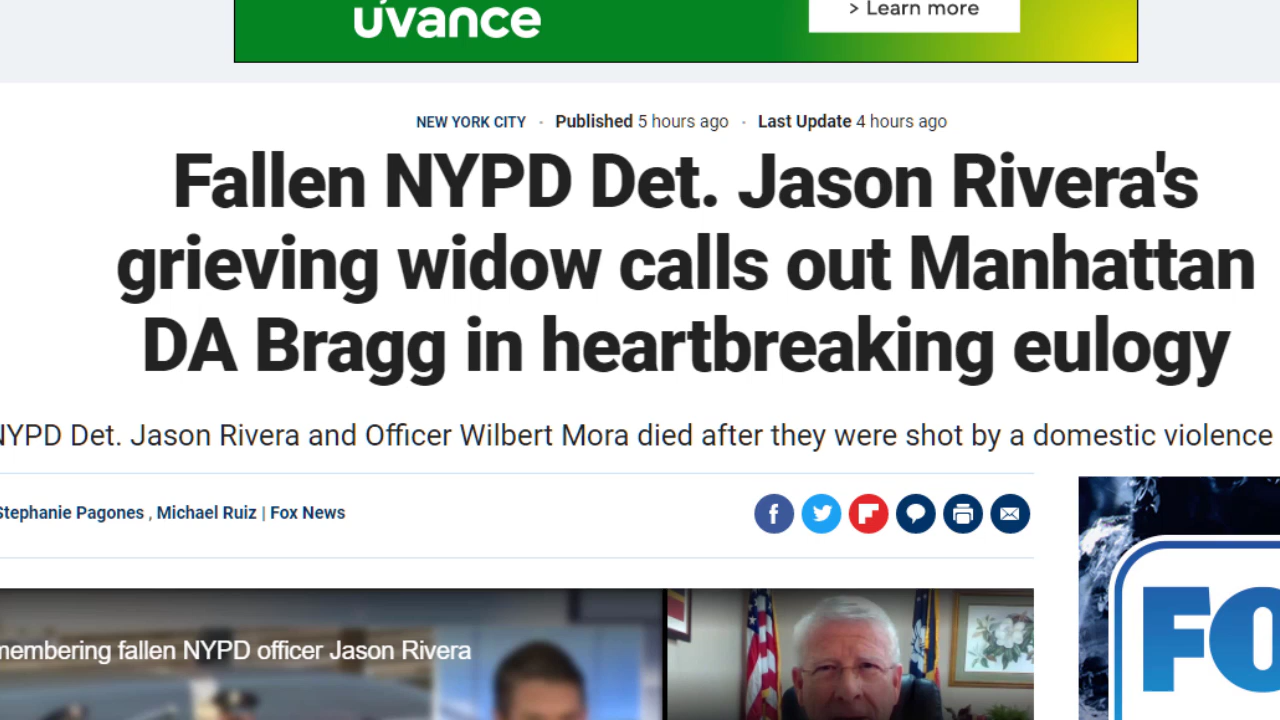 uvance
> Learn more
NEW YORK CITY · Published 5 hours ago · Last Update 4 hours ago
Fallen NYPD Det. Jason Rivera's
grieving widow calls out Manhattan
DA Bragg in heartbreaking eulogy
NYPD Det. Jason Rivera and Officer Wilbert Mora died after they were shot by a domestic violence
Stephanie Pagones , Michael Ruiz | Fox News
membering fallen NYPD officer Jason Rivera
FO